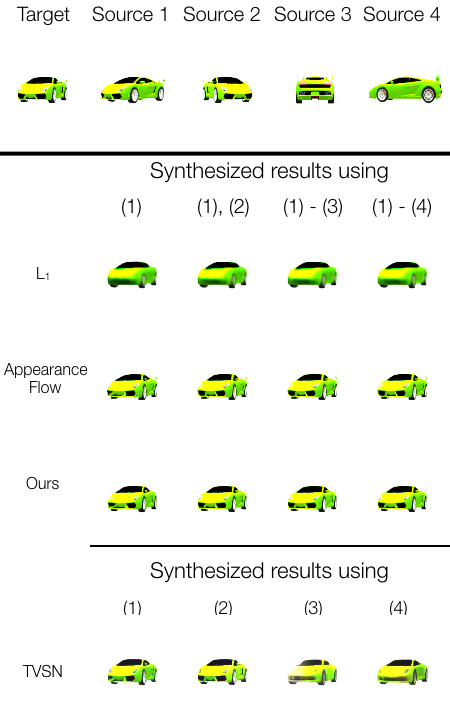 Target Source 1 Source 2 Source 3 Source 4
Synthesized results using
(1) (1), (2) (1) - (3) (1) - (4)
L₁
Appearance
Flow
Ours
Synthesized results using
(1) (2) (3) (4)
TVSN